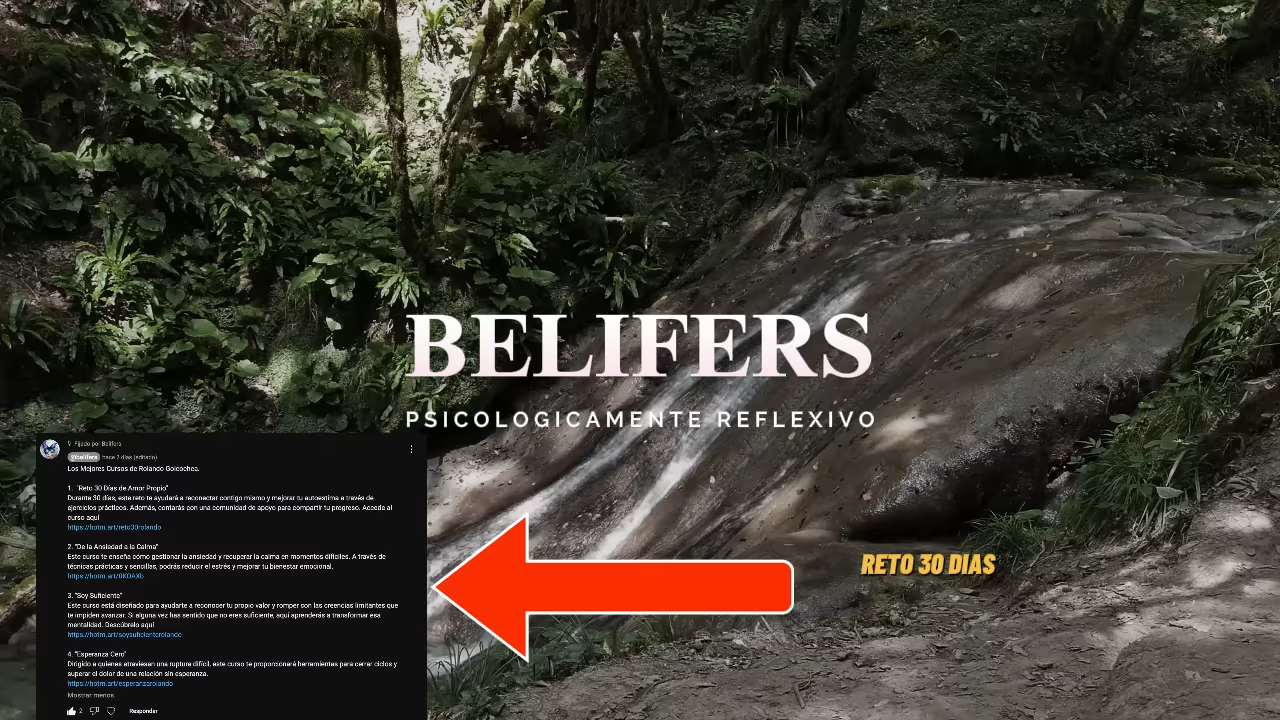 BELIFERS
PSICOLOGICAMENTE REFLEXIVO
Fijado por Belifers
@belifers hace 2 días (editado)
Los Mejores Cursos de Rolando Goicochea.
1. "Reto 30 Días de Amor Propio"
Durante 30 días, este reto te ayudará a reconectar contigo mismo y mejorar tu autoestima a través de
ejercicios prácticos. Además, contarás con una comunidad de apoyo para compartir tu progreso. Accede al
curso aquí
https://hotm.art/reto30rolando
2. "De la Ansiedad a la Calma"
Este curso te enseña cómo gestionar la ansiedad y recuperar la calma en momentos difíciles. A través de
técnicas prácticas y sencillas, podrás reducir el estrés y mejorar tu bienestar emocional.
https://hotm.art/0KOAXb
3. "Soy Suficiente"
Este curso está diseñado para ayudarte a reconocer tu propio valor y romper con las creencias limitantes que
te impiden avanzar. Si alguna vez has sentido que no eres suficiente, aquí aprenderás a transformar esa
mentalidad. Descúbrelo aquí
https://hotm.art/soysuficienterolando
4. "Esperanza Cero"
Dirigido a quienes atraviesan una ruptura difícil, este curso te proporcionará herramientas para cerrar ciclos y
superar el dolor de una relación sin esperanza.
https://hotm.art/esperanzarolando
Mostrar menos
2 Responder
RETO 30 DIAS